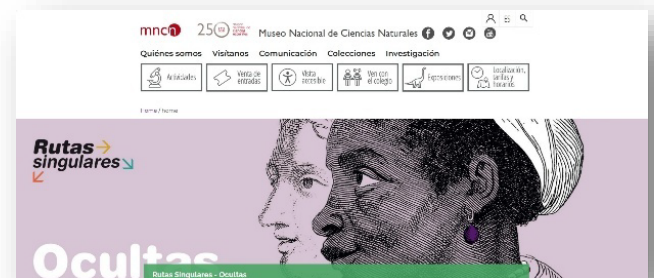 mncn 250 Museo Nacional de Ciencias Naturales
Quiénes somos Visítanos Comunicación Colecciones Investigación
Actividades
Venta de
entradas
Visita
accesible
Ven con
el colegio
Exposiciones
Localización,
tarifas y
horarios
Home / Home
Rutas
singulares
Ocultas
Rutas Singulares - Ocultas